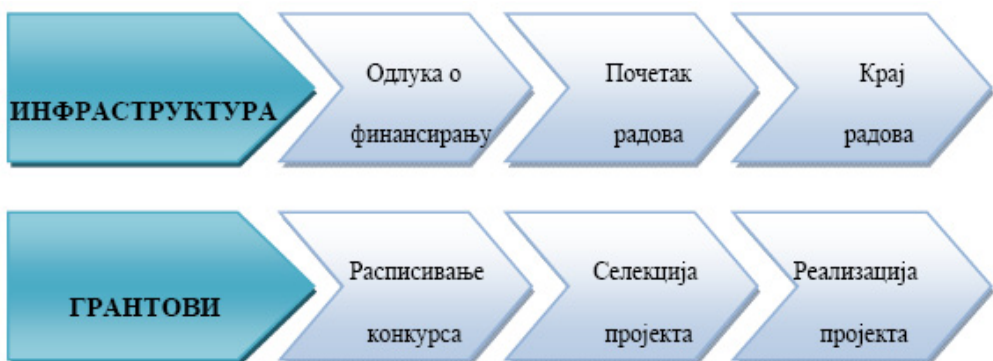 ИНФРАСТРУКТУРА
Одлука о
финансирању
Почетак
радова
Крај
радова
ГРАНТОВИ
Расписивање
конкурса
Селекција
пројекта
Реализација
пројекта